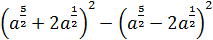 (a^{5/2} + 2a^{1/2})^2 − (a^{5/2} − 2a^{1/2})^2